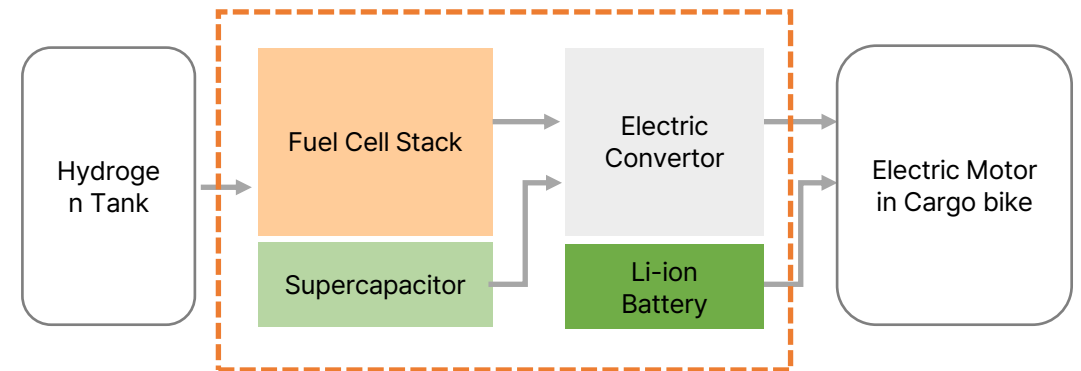 Hydroge
n Tank
Fuel Cell Stack
Supercapacitor
Electric
Convertor
Li-ion
Battery
Electric Motor
in Cargo bike